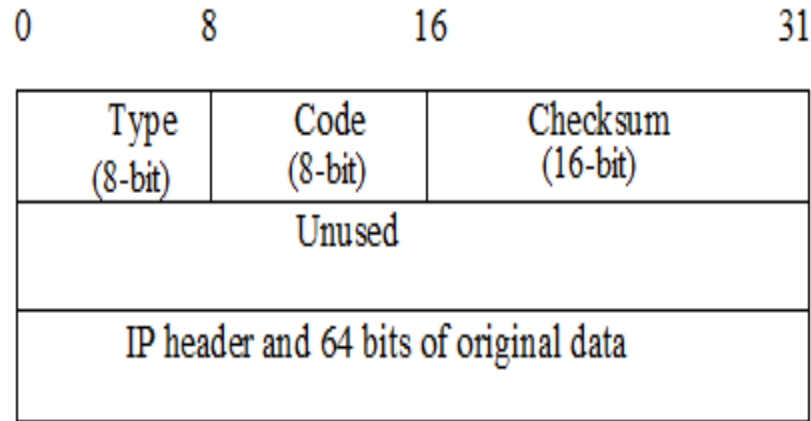 0 8 16 31
Type Code Checksum
(8-bit) (8-bit) (16-bit)
Unused
IP header and 64 bits of original data